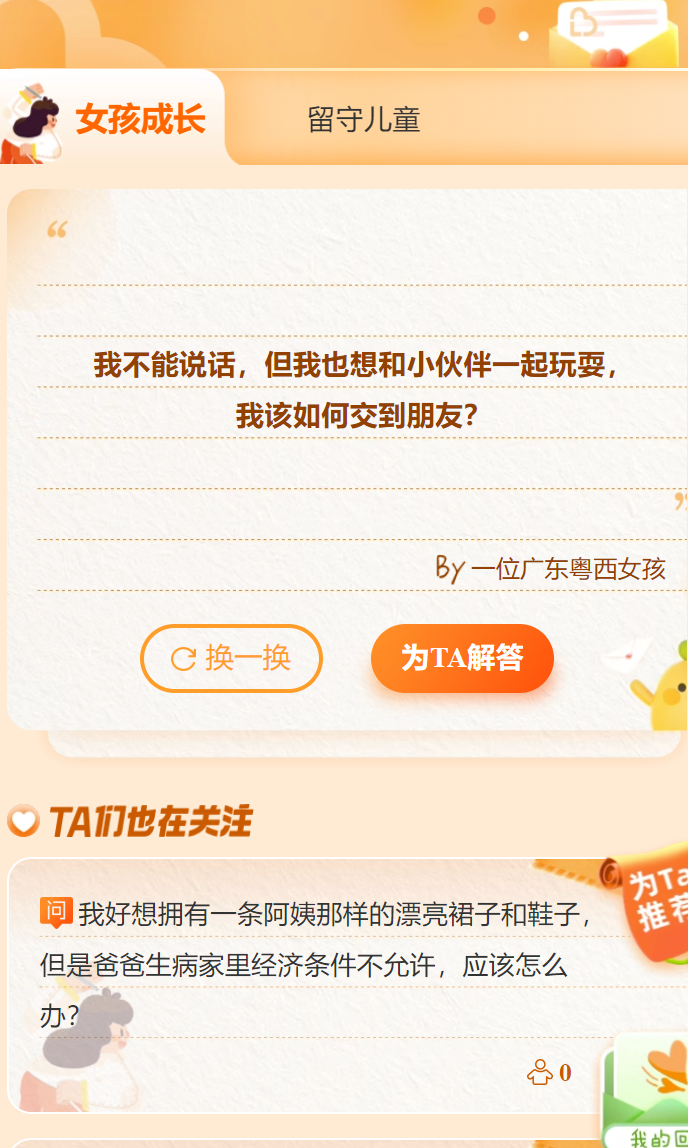 女孩成长
留守儿童
“
我不能说话，但我也想和小伙伴一起玩耍，
我该如何交到朋友？
”
By 一位广东粤西女孩
换一换
为TA解答
TA们也在关注
为Ta
推荐
问 我好想拥有一条阿姨那样的漂亮裙子和鞋子，
但是爸爸生病家里经济条件不允许，应该怎么
办？
0
我的回